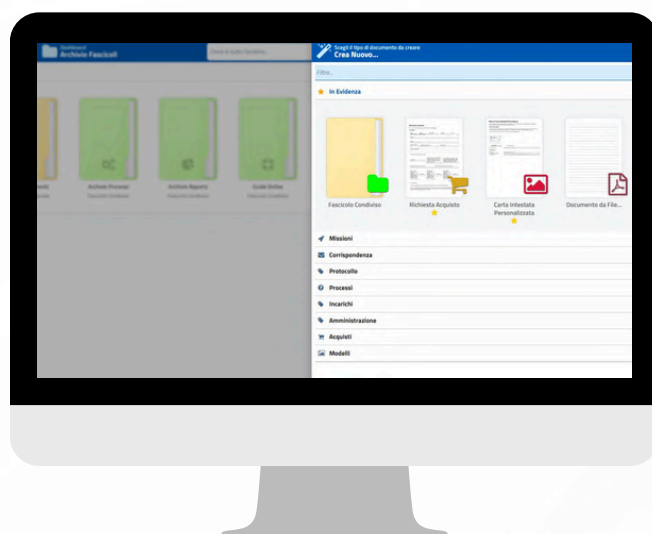 Dashboard
Archivio Fascicoli
Scegli il tipo di documento da creare
Crea Nuovo...
Filtra...
In Evidenza
Archivio Processi
Fascicolo Condiviso
Archivio Reports
Fascicolo Condiviso
Guide Online
Fascicolo Condiviso
Fascicolo Condiviso
Richiesta Acquisto
Carta Intestata
Personalizzata
Documento da File...
Missioni
Corrispondenza
Protocollo
Processi
Incarichi
Amministrazione
Acquisti
Modelli